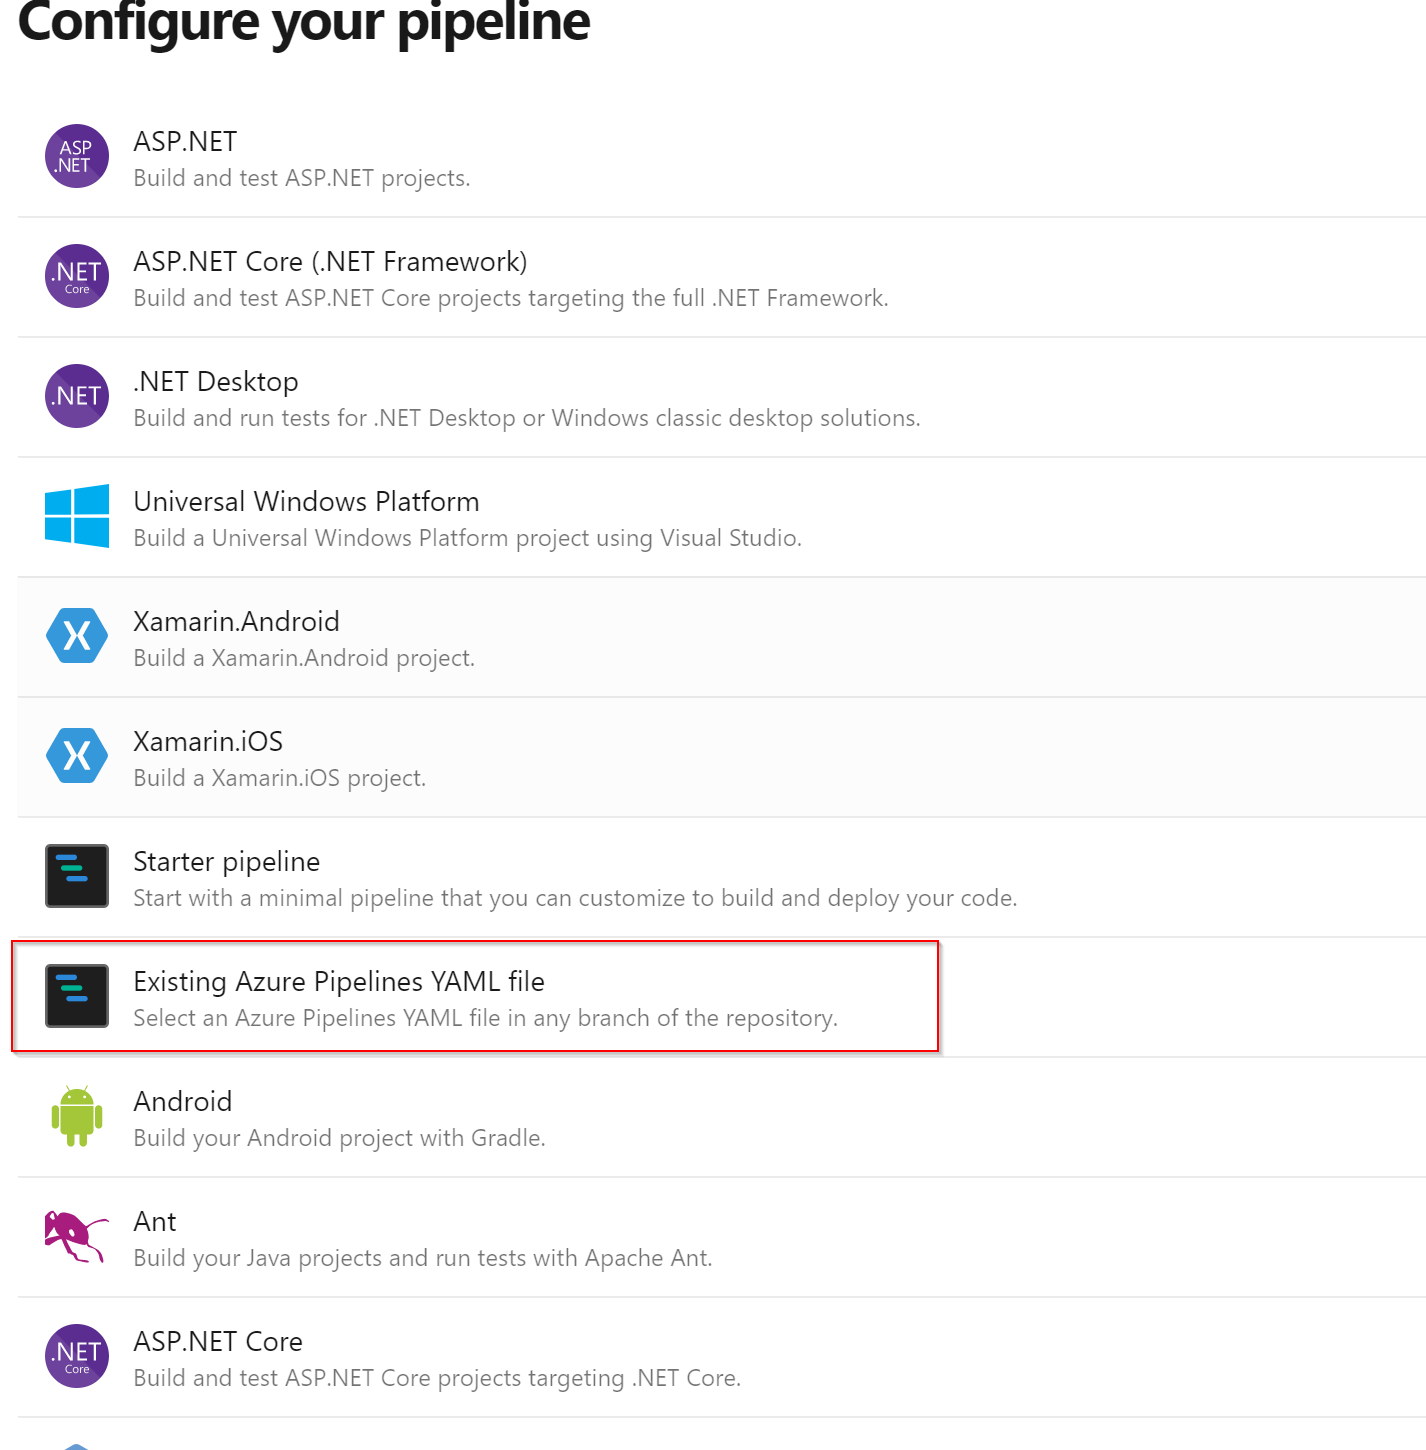 Configure your pipeline
ASP
.NET
ASP.NET
Build and test ASP.NET projects.
.NET
Core
ASP.NET Core (.NET Framework)
Build and test ASP.NET Core projects targeting the full .NET Framework.
.NET
.NET Desktop
Build and run tests for .NET Desktop or Windows classic desktop solutions.
Universal Windows Platform
Build a Universal Windows Platform project using Visual Studio.
Xamarin.Android
Build a Xamarin.Android project.
Xamarin.iOS
Build a Xamarin.iOS project.
Starter pipeline
Start with a minimal pipeline that you can customize to build and deploy your code.
Existing Azure Pipelines YAML file
Select an Azure Pipelines YAML file in any branch of the repository.
Android
Build your Android project with Gradle.
Ant
Build your Java projects and run tests with Apache Ant.
.NET
Core
ASP.NET Core
Build and test ASP.NET Core projects targeting .NET Core.